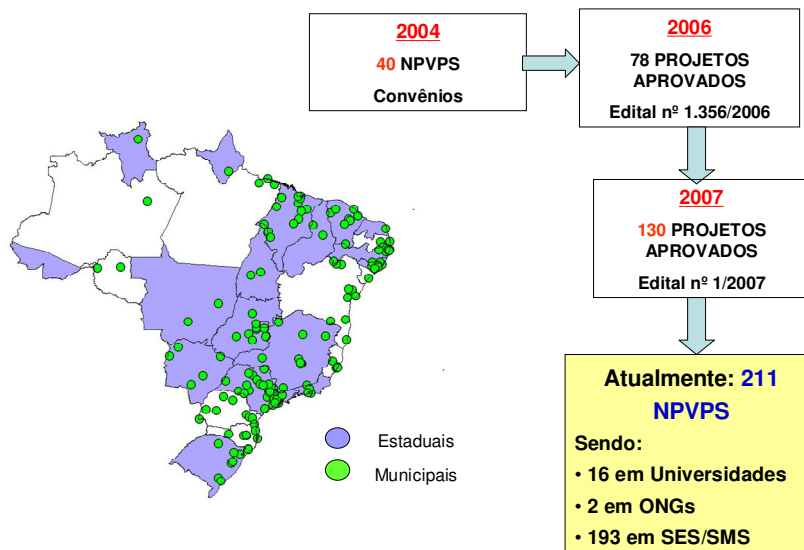 2004
40 NPVPS
Convênios
2006
78 PROJETOS
APROVADOS
Edital nº 1.356/2006
2007
130 PROJETOS
APROVADOS
Edital nº 1/2007
Atualmente: 211
NPVPS
Sendo:
• 16 em Universidades
• 2 em ONGs
• 193 em SES/SMS
Estaduais
Municipais